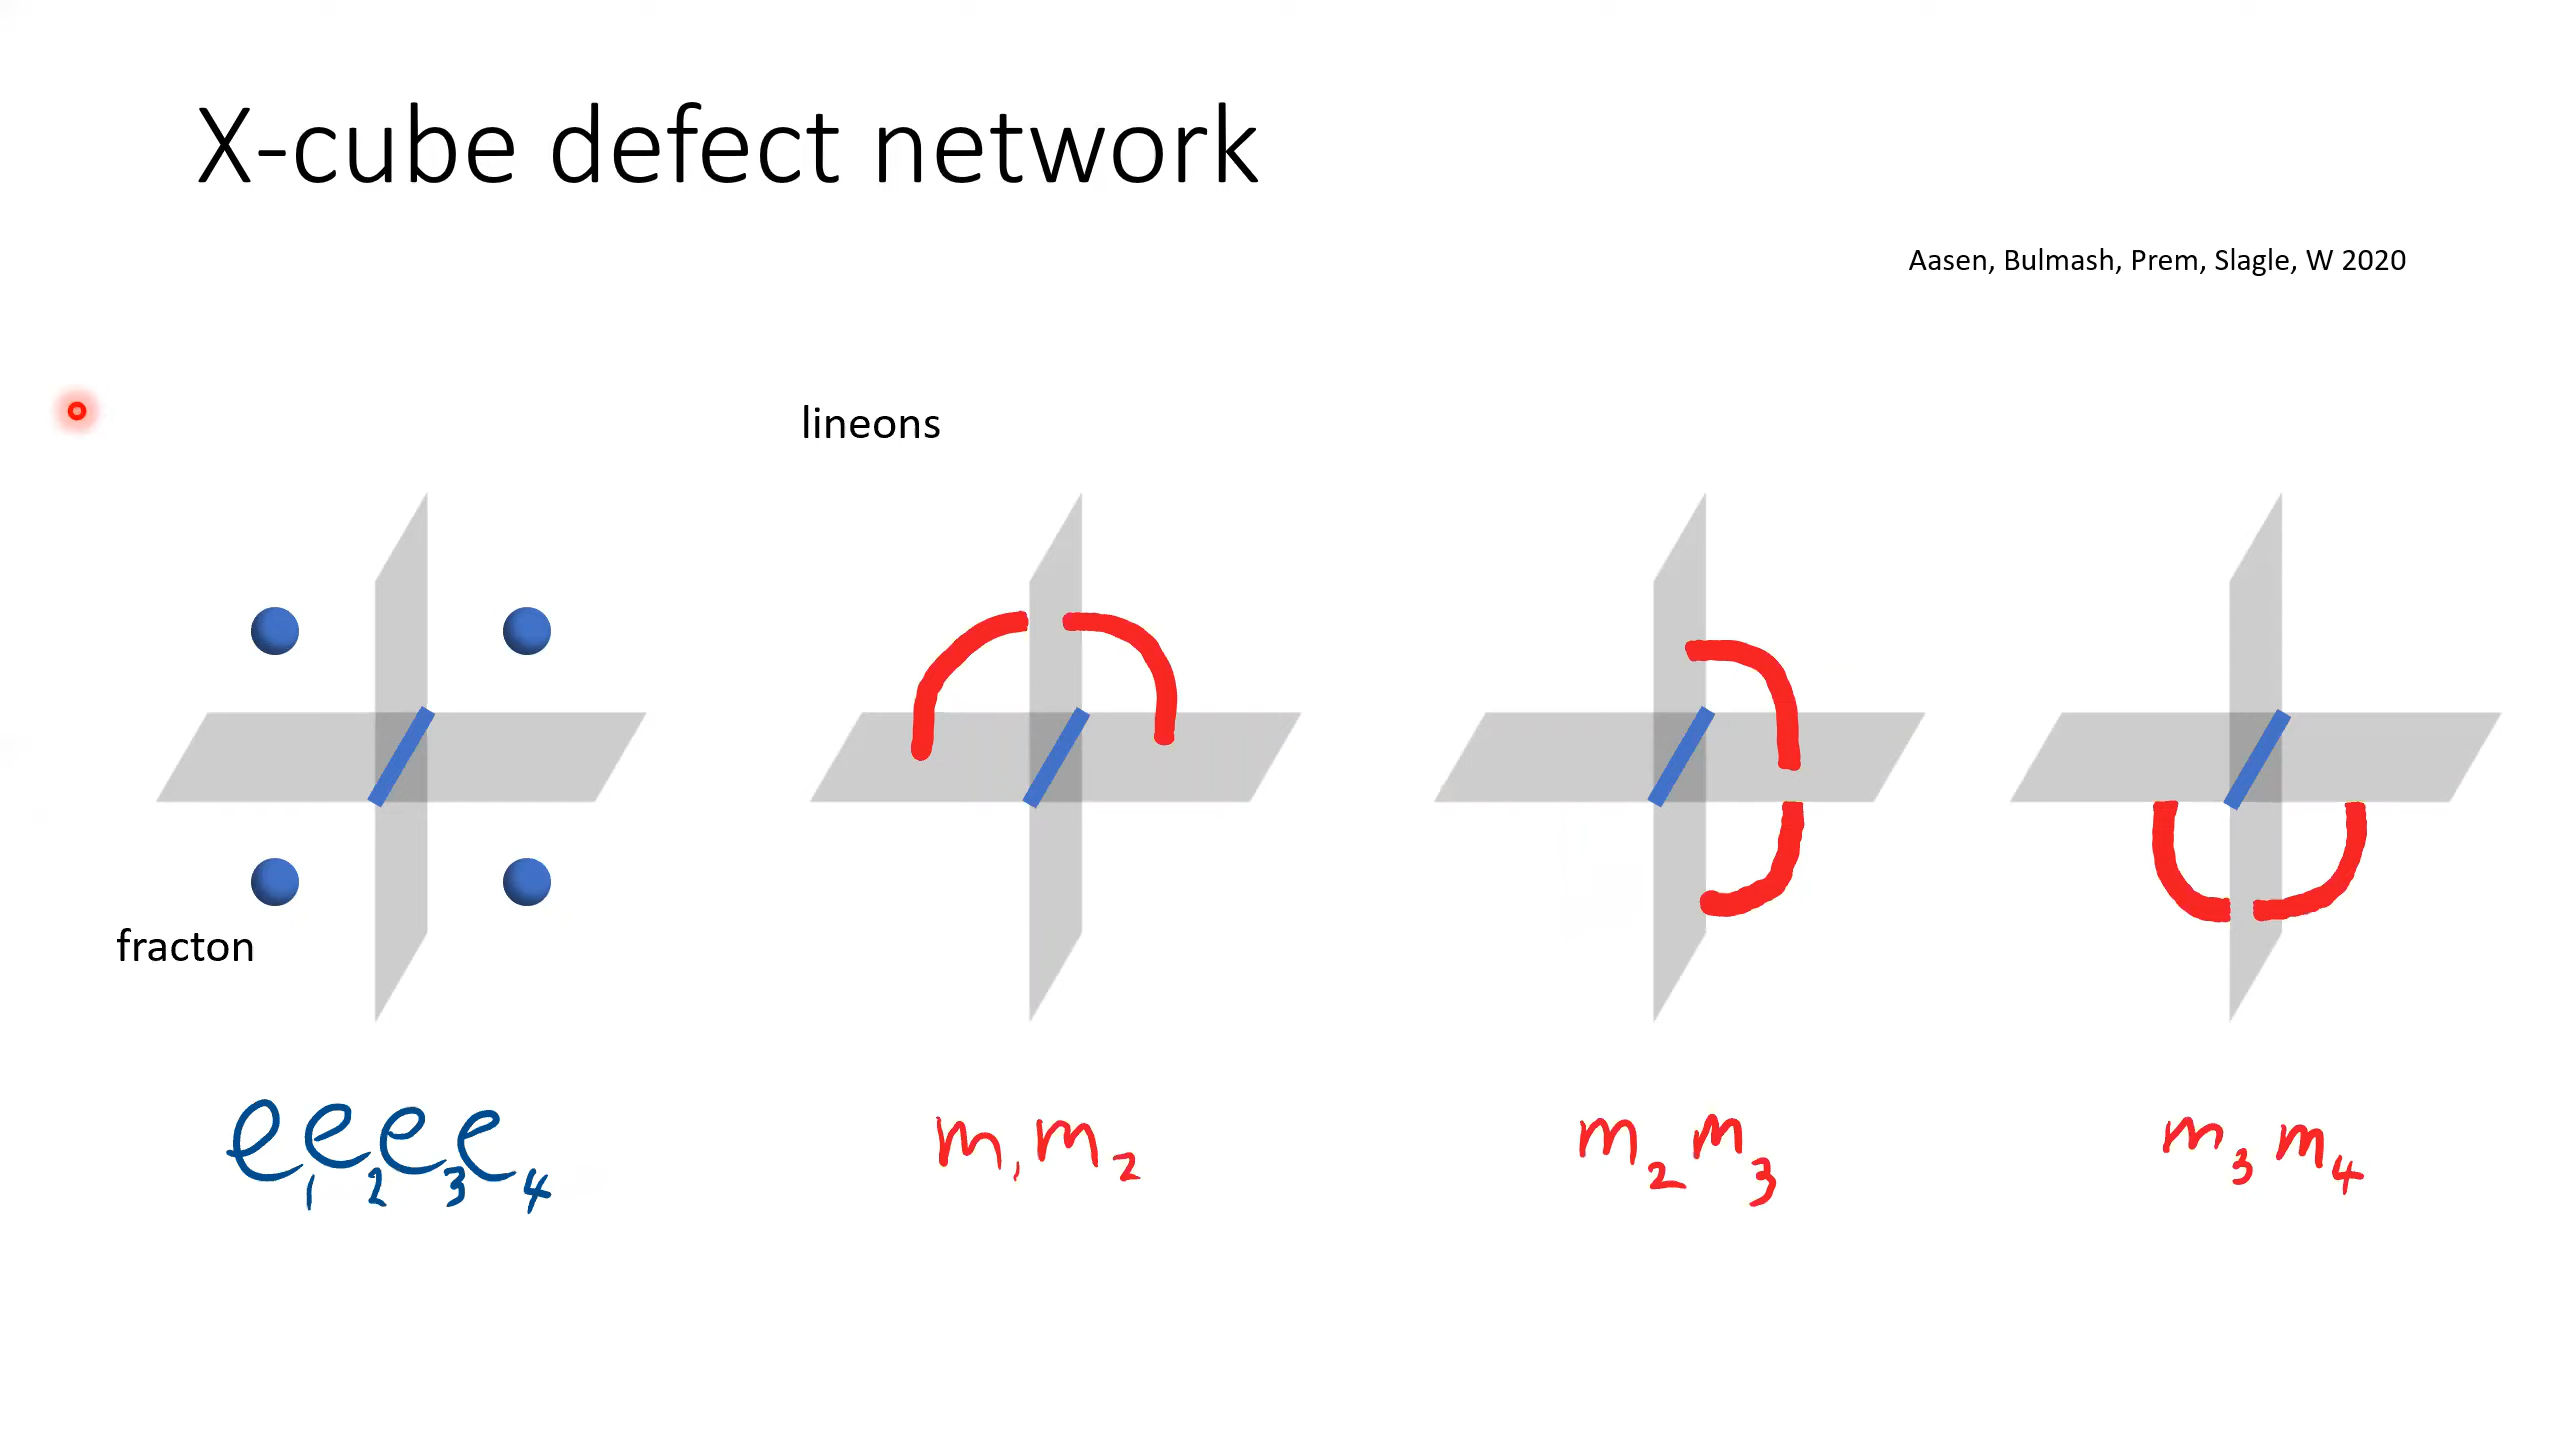 X-cube defect network
Aasen, Bulmash, Prem, Slagle, W 2020
lineons
fracton
e₁e₂e₃e₄
m₁m₂
m₂m₃
m₃m₄